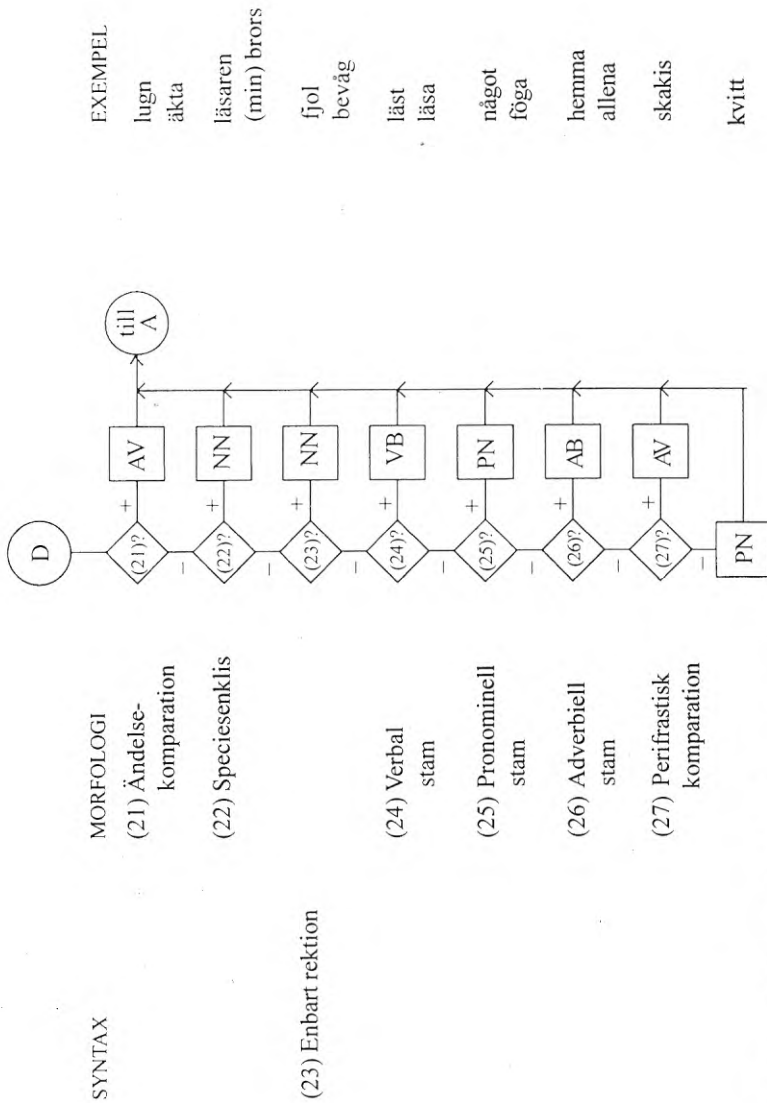 SYNTAX
MORFOLOGI
EXEMPEL
D
(21) Ändelse-
komparation
(21)?
+
AV
till
A
lugn
äkta
–
(22) Speciesenklis
(22)?
+
NN
läsaren
(min) brors
–
(23) Enbart rektion
(23)?
+
NN
fjol
bevåg
–
(24) Verbal
stam
(24)?
+
VB
läst
läsa
–
(25) Pronominell
stam
(25)?
+
PN
något
föga
–
(26) Adverbiell
stam
(26)?
+
AB
hemma
allena
–
(27) Perifrastisk
komparation
(27)?
+
AV
skakis
–
PN
kvitt